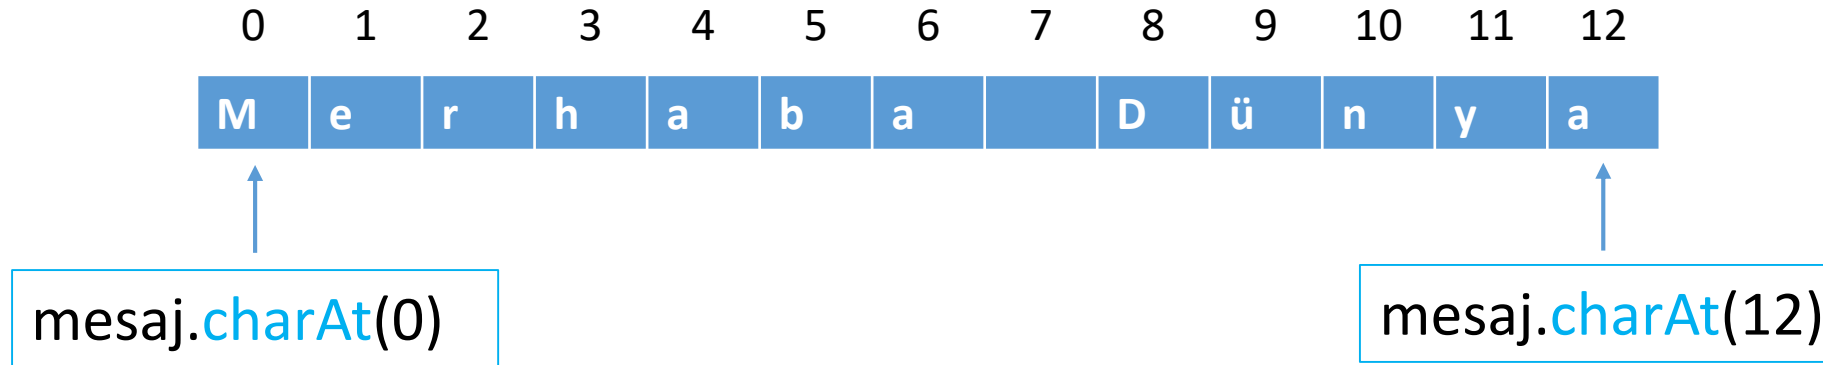 0 1 2 3 4 5 6 7 8 9 10 11 12
M e r h a b a D ü n y a
mesaj.charAt(0)
mesaj.charAt(12)